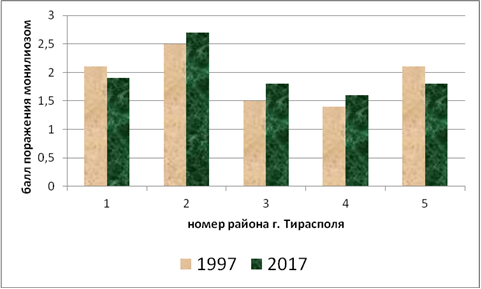 балл поражения монилиозом
3
2,5
2
1,5
1
0,5
0
1 2 3 4 5
номер района г. Тирасполя
1997 2017